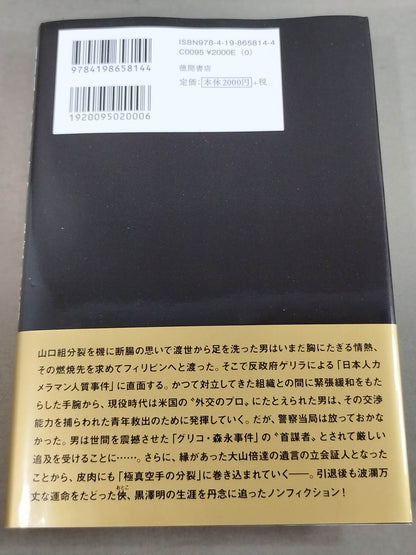 ISBN978-4-19-865814-4
C0095 ¥2000E (0)
徳間書店
定価：本体2000円+税
9784198658144
1920095020006
山口組分裂を機に断腸の思いで渡世から足を洗った男はいまだ胸にたぎる情熱、
その燃焼先を求めてフィリピンへと渡った。そこで反政府ゲリラによる「日本人カ
メラマン人質事件」に直面する。かつて対立してきた組織との間に緊張緩和をもた
らした手腕から、現役時代は米国の〝外交のプロ〟にたとえられた男は、その交渉
能力を捕らわれた青年救出のために発揮していく。だが、警察当局は放っておかな
かった。男は世間を震撼させた「グリコ・森永事件」の〝首謀者〟とされて厳しい
追及を受けることに……。さらに、縁があった大山倍達の遺言の立会証人となった
ことから、皮肉にも「極真空手の分裂」に巻き込まれていく――。引退後も波瀾万
丈な運命をたどった俠、黒澤明の生涯を丹念に追ったノンフィクション！
おとこ